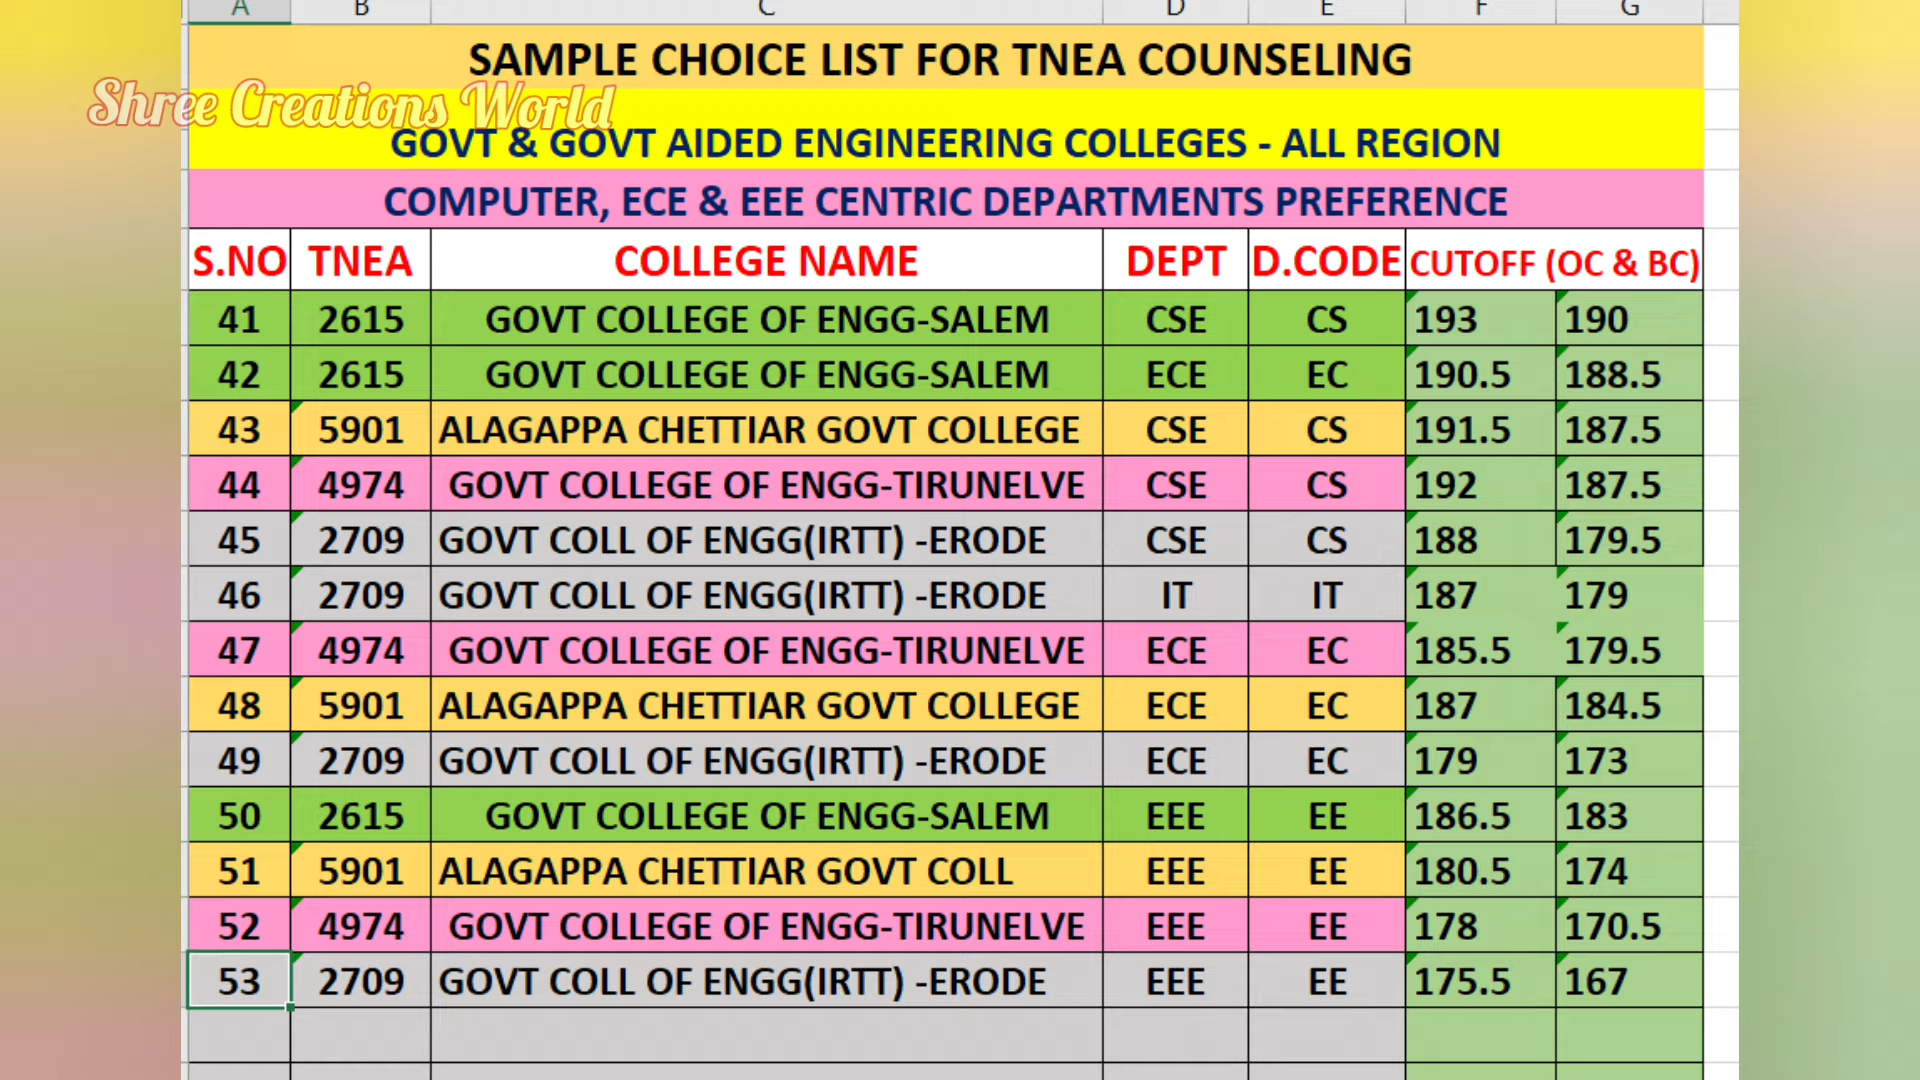 A B C D E F G
SAMPLE CHOICE LIST FOR TNEA COUNSELING
Shree Creations World
GOVT & GOVT AIDED ENGINEERING COLLEGES - ALL REGION
COMPUTER, ECE & EEE CENTRIC DEPARTMENTS PREFERENCE
S.NO TNEA COLLEGE NAME DEPT D.CODE CUTOFF (OC & BC)
41 2615 GOVT COLLEGE OF ENGG-SALEM CSE CS 193 190
42 2615 GOVT COLLEGE OF ENGG-SALEM ECE EC 190.5 188.5
43 5901 ALAGAPPA CHETTIAR GOVT COLLEGE CSE CS 191.5 187.5
44 4974 GOVT COLLEGE OF ENGG-TIRUNELVE CSE CS 192 187.5
45 2709 GOVT COLL OF ENGG(IRTT) -ERODE CSE CS 188 179.5
46 2709 GOVT COLL OF ENGG(IRTT) -ERODE IT IT 187 179
47 4974 GOVT COLLEGE OF ENGG-TIRUNELVE ECE EC 185.5 179.5
48 5901 ALAGAPPA CHETTIAR GOVT COLLEGE ECE EC 187 184.5
49 2709 GOVT COLL OF ENGG(IRTT) -ERODE ECE EC 179 173
50 2615 GOVT COLLEGE OF ENGG-SALEM EEE EE 186.5 183
51 5901 ALAGAPPA CHETTIAR GOVT COLL EEE EE 180.5 174
52 4974 GOVT COLLEGE OF ENGG-TIRUNELVE EEE EE 178 170.5
53 2709 GOVT COLL OF ENGG(IRTT) -ERODE EEE EE 175.5 167